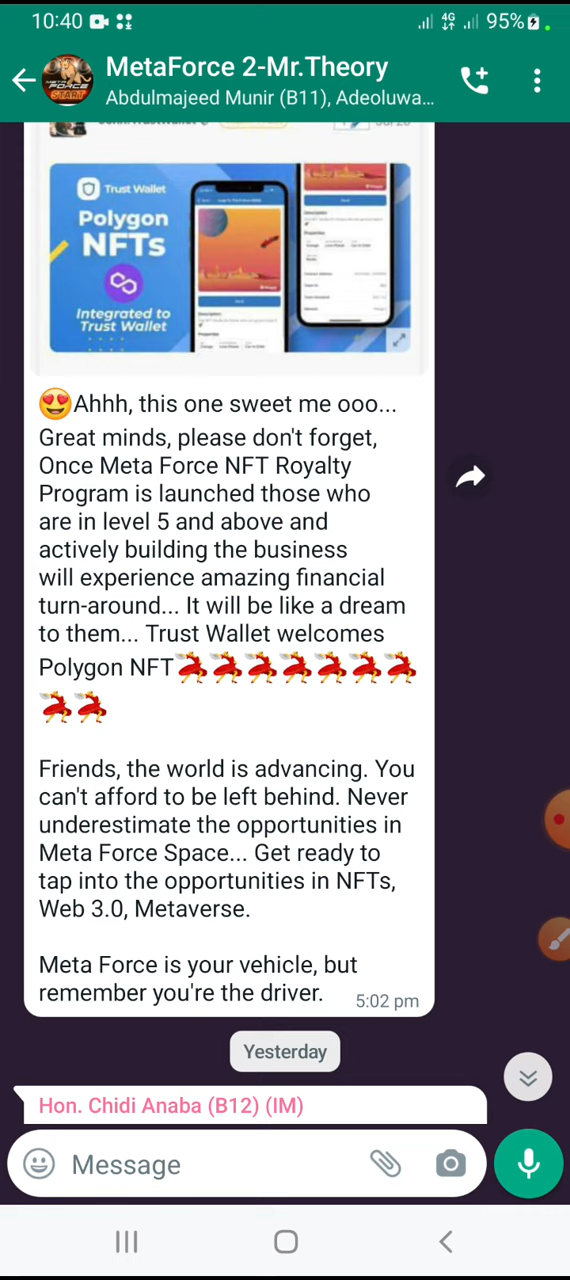 10:40
4G
95%
MetaForce 2-Mr.Theory
Abdulmajeed Munir (B11), Adeoluwa...
META FORCE
START
Trust Wallet
Polygon
NFTs
Integrated to
Trust Wallet
😍Ahhh, this one sweet me ooo...
Great minds, please don't forget,
Once Meta Force NFT Royalty
Program is launched those who
are in level 5 and above and
actively building the business
will experience amazing financial
turn-around... It will be like a dream
to them... Trust Wallet welcomes
Polygon NFT💃💃💃💃💃💃💃
💃💃
Friends, the world is advancing. You
can't afford to be left behind. Never
underestimate the opportunities in
Meta Force Space... Get ready to
tap into the opportunities in NFTs,
Web 3.0, Metaverse.
Meta Force is your vehicle, but
remember you're the driver.
5:02 pm
Yesterday
Hon. Chidi Anaba (B12) (IM)
Message